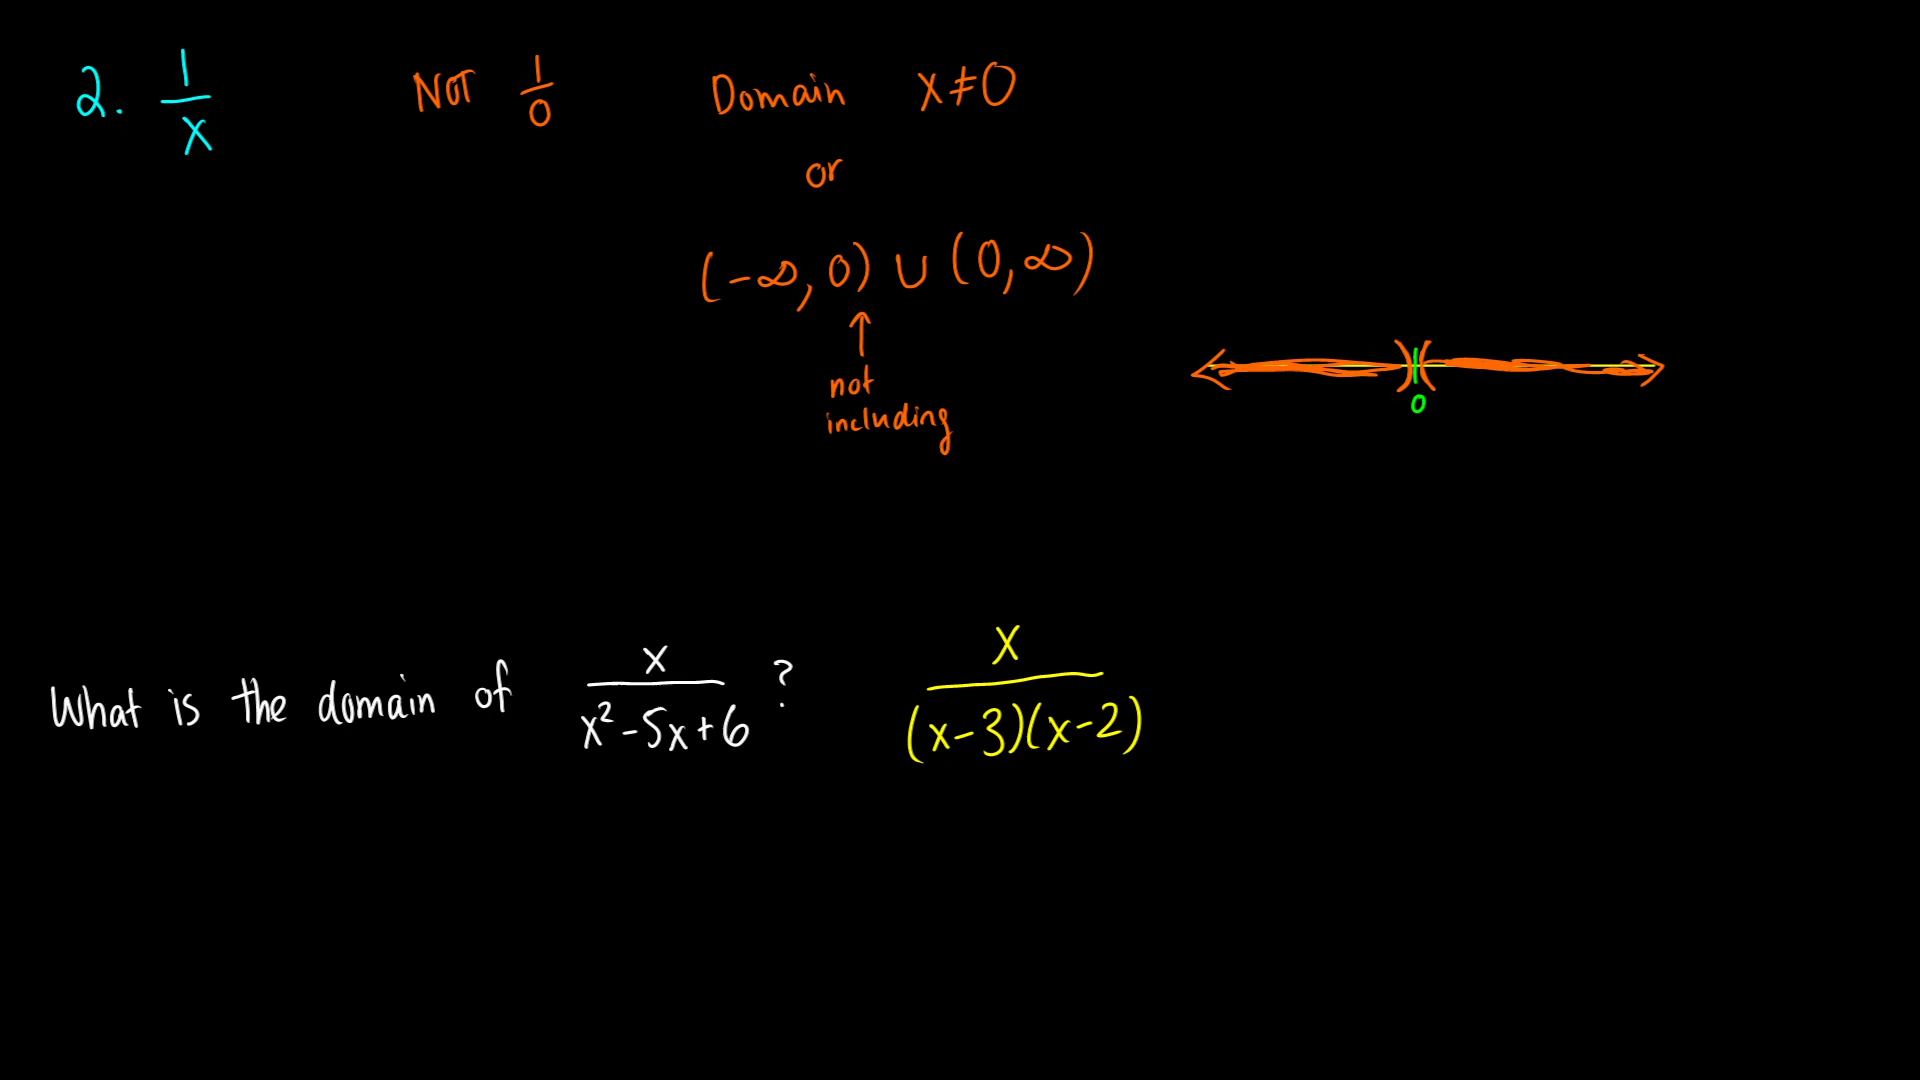 2. 1/x NOT 1/0 Domain x≠0
or
(-∞, 0) ∪ (0, ∞)
↑
not
including
0
What is the domain of x/(x²-5x+6)? x/((x-3)(x-2))